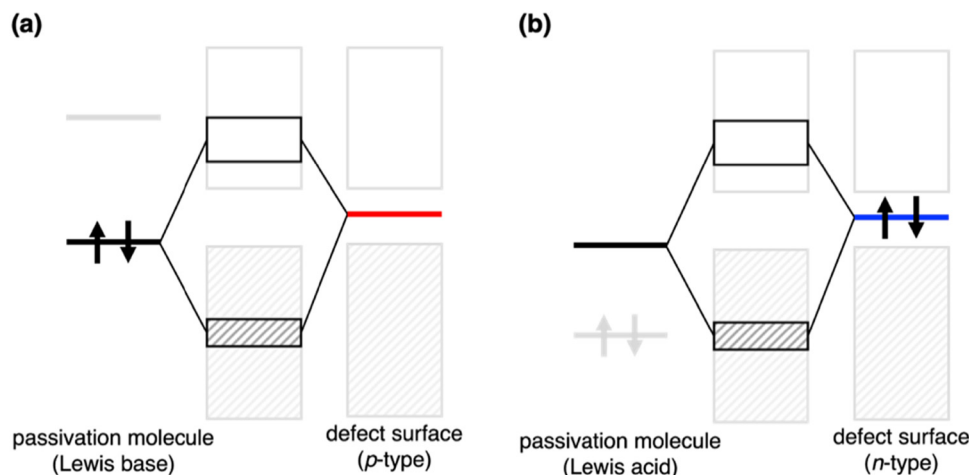 (a)
passivation molecule
(Lewis base)
defect surface
(p-type)
(b)
passivation molecule
(Lewis acid)
defect surface
(n-type)